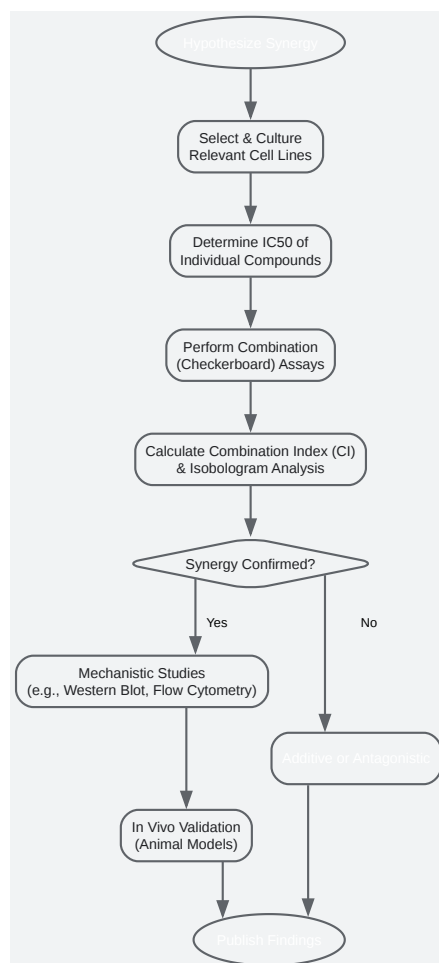 Hypothesize Synergy
Select & Culture
Relevant Cell Lines
Determine IC50 of
Individual Compounds
Perform Combination
(Checkerboard) Assays
Calculate Combination Index (CI)
& Isobologram Analysis
Synergy Confirmed?
Yes
No
Mechanistic Studies
(e.g., Western Blot, Flow Cytometry)
Additive or Antagonistic
In Vivo Validation
(Animal Models)
Publish Findings